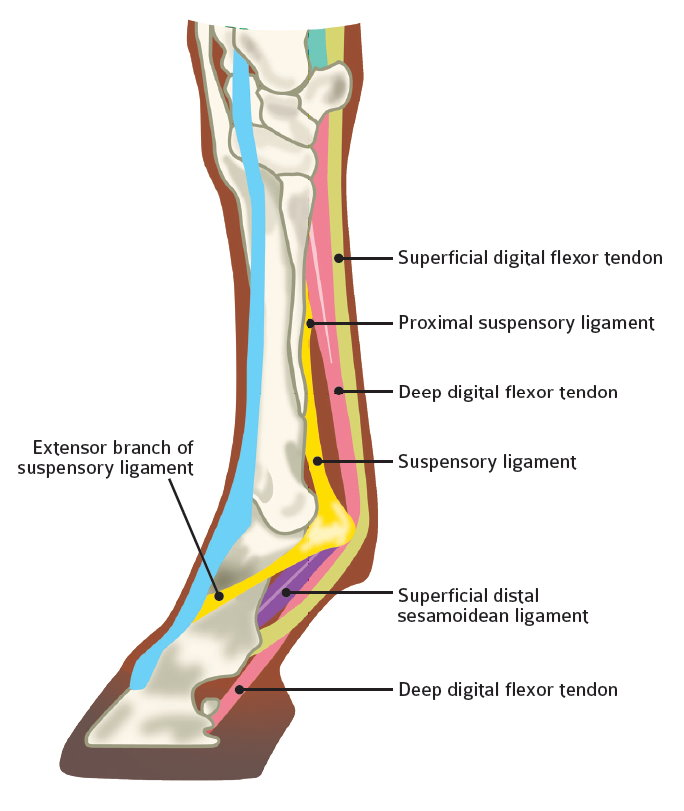 Superficial digital flexor tendon
Proximal suspensory ligament
Deep digital flexor tendon
Extensor branch of
suspensory ligament
Suspensory ligament
Superficial distal
sesamoidean ligament
Deep digital flexor tendon